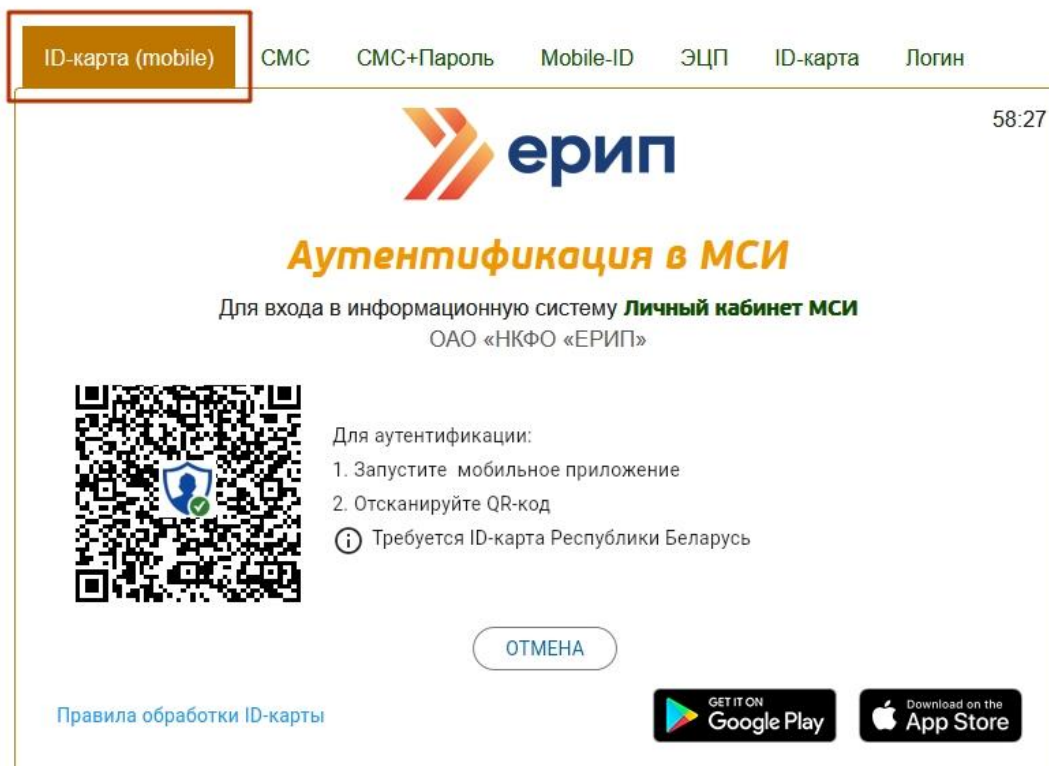 ID-карта (mobile) СМС СМС+Пароль Mobile-ID ЭЦП ID-карта Логин
58:27
ерип
Аутентификация в МСИ
Для входа в информационную систему Личный кабинет МСИ
ОАО «НКФО «ЕРИП»
Для аутентификации:
1. Запустите мобильное приложение
2. Отсканируйте QR-код
Требуется ID-карта Республики Беларусь
ОТМЕНА
Правила обработки ID-карты
GET IT ON
Google Play
Download on the
App Store